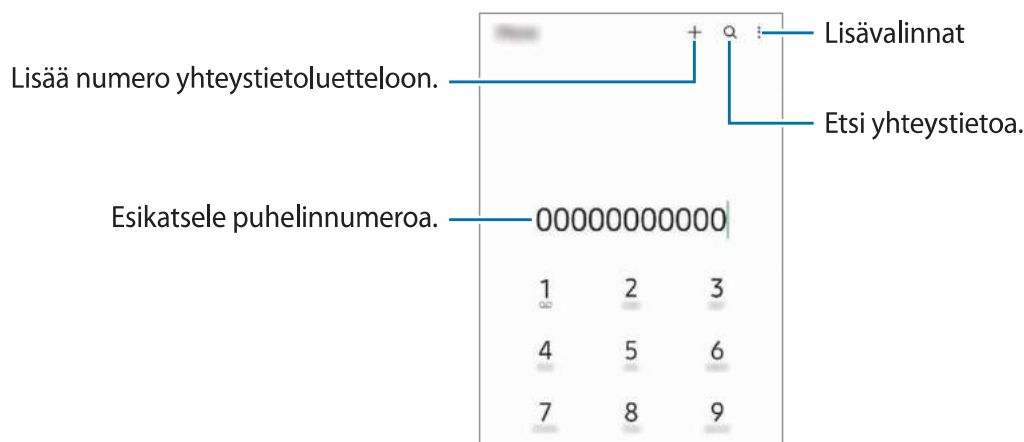 Lisävalinnat
Lisää numero yhteystietoluetteloon.
Etsi yhteystietoa.
Esikatsele puhelinnumeroa.
00000000000
1 2 3
4 5 6
7 8 9